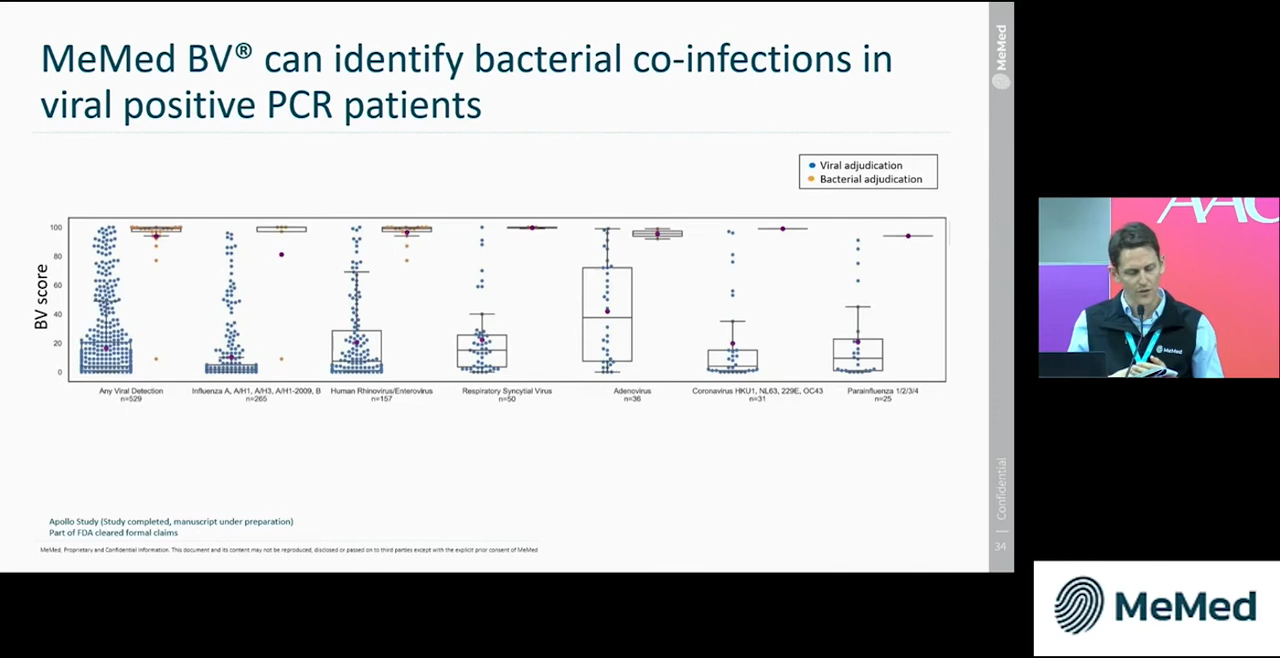 MeMed BV® can identify bacterial co-infections in
viral positive PCR patients
MeMed
Viral adjudication
Bacterial adjudication
BV score
100
80
60
40
20
0
Any Viral Detection
n=529
Influenza A, A/H1, A/H3, A/H1-2009, B
n=265
Human Rhinovirus/Enterovirus
n=157
Respiratory Syncytial Virus
n=50
Adenovirus
n=36
Coronavirus HKU1, NL63, 229E, OC43
n=31
Parainfluenza 1/2/3/4
n=25
Apollo Study (Study completed, manuscript under preparation)
Part of FDA cleared formal claims
MeMed, Proprietary and Confidential Information. This document and its content may not be reproduced, disclosed or passed on to third parties except with the explicit prior consent of MeMed
Confidential
34
MeMed
MeMed